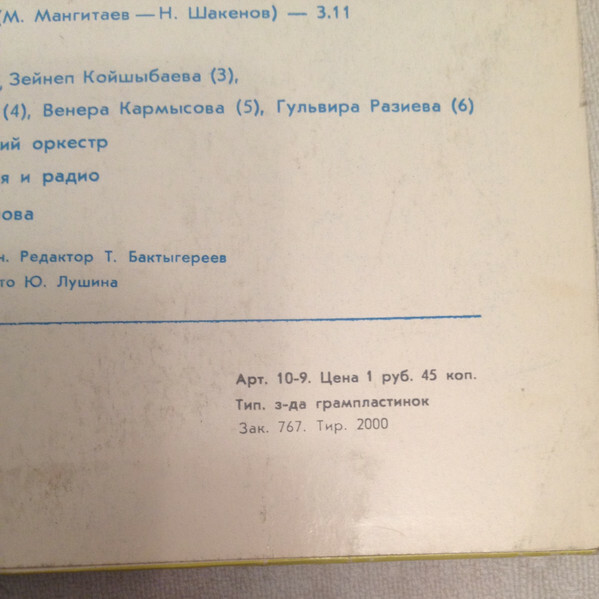 (М. Мангитаев — Н. Шакенов) — 3.11
, Зейнеп Койшыбаева (3),
(4), Венера Кармысова (5), Гульвира Разиева (6)
ий оркестр
я и радио
ова
н. Редактор Т. Бактыгереев
то Ю. Лушина
Арт. 10-9. Цена 1 руб. 45 коп.
Тип. з-да грампластинок
Зак. 767. Тир. 2000